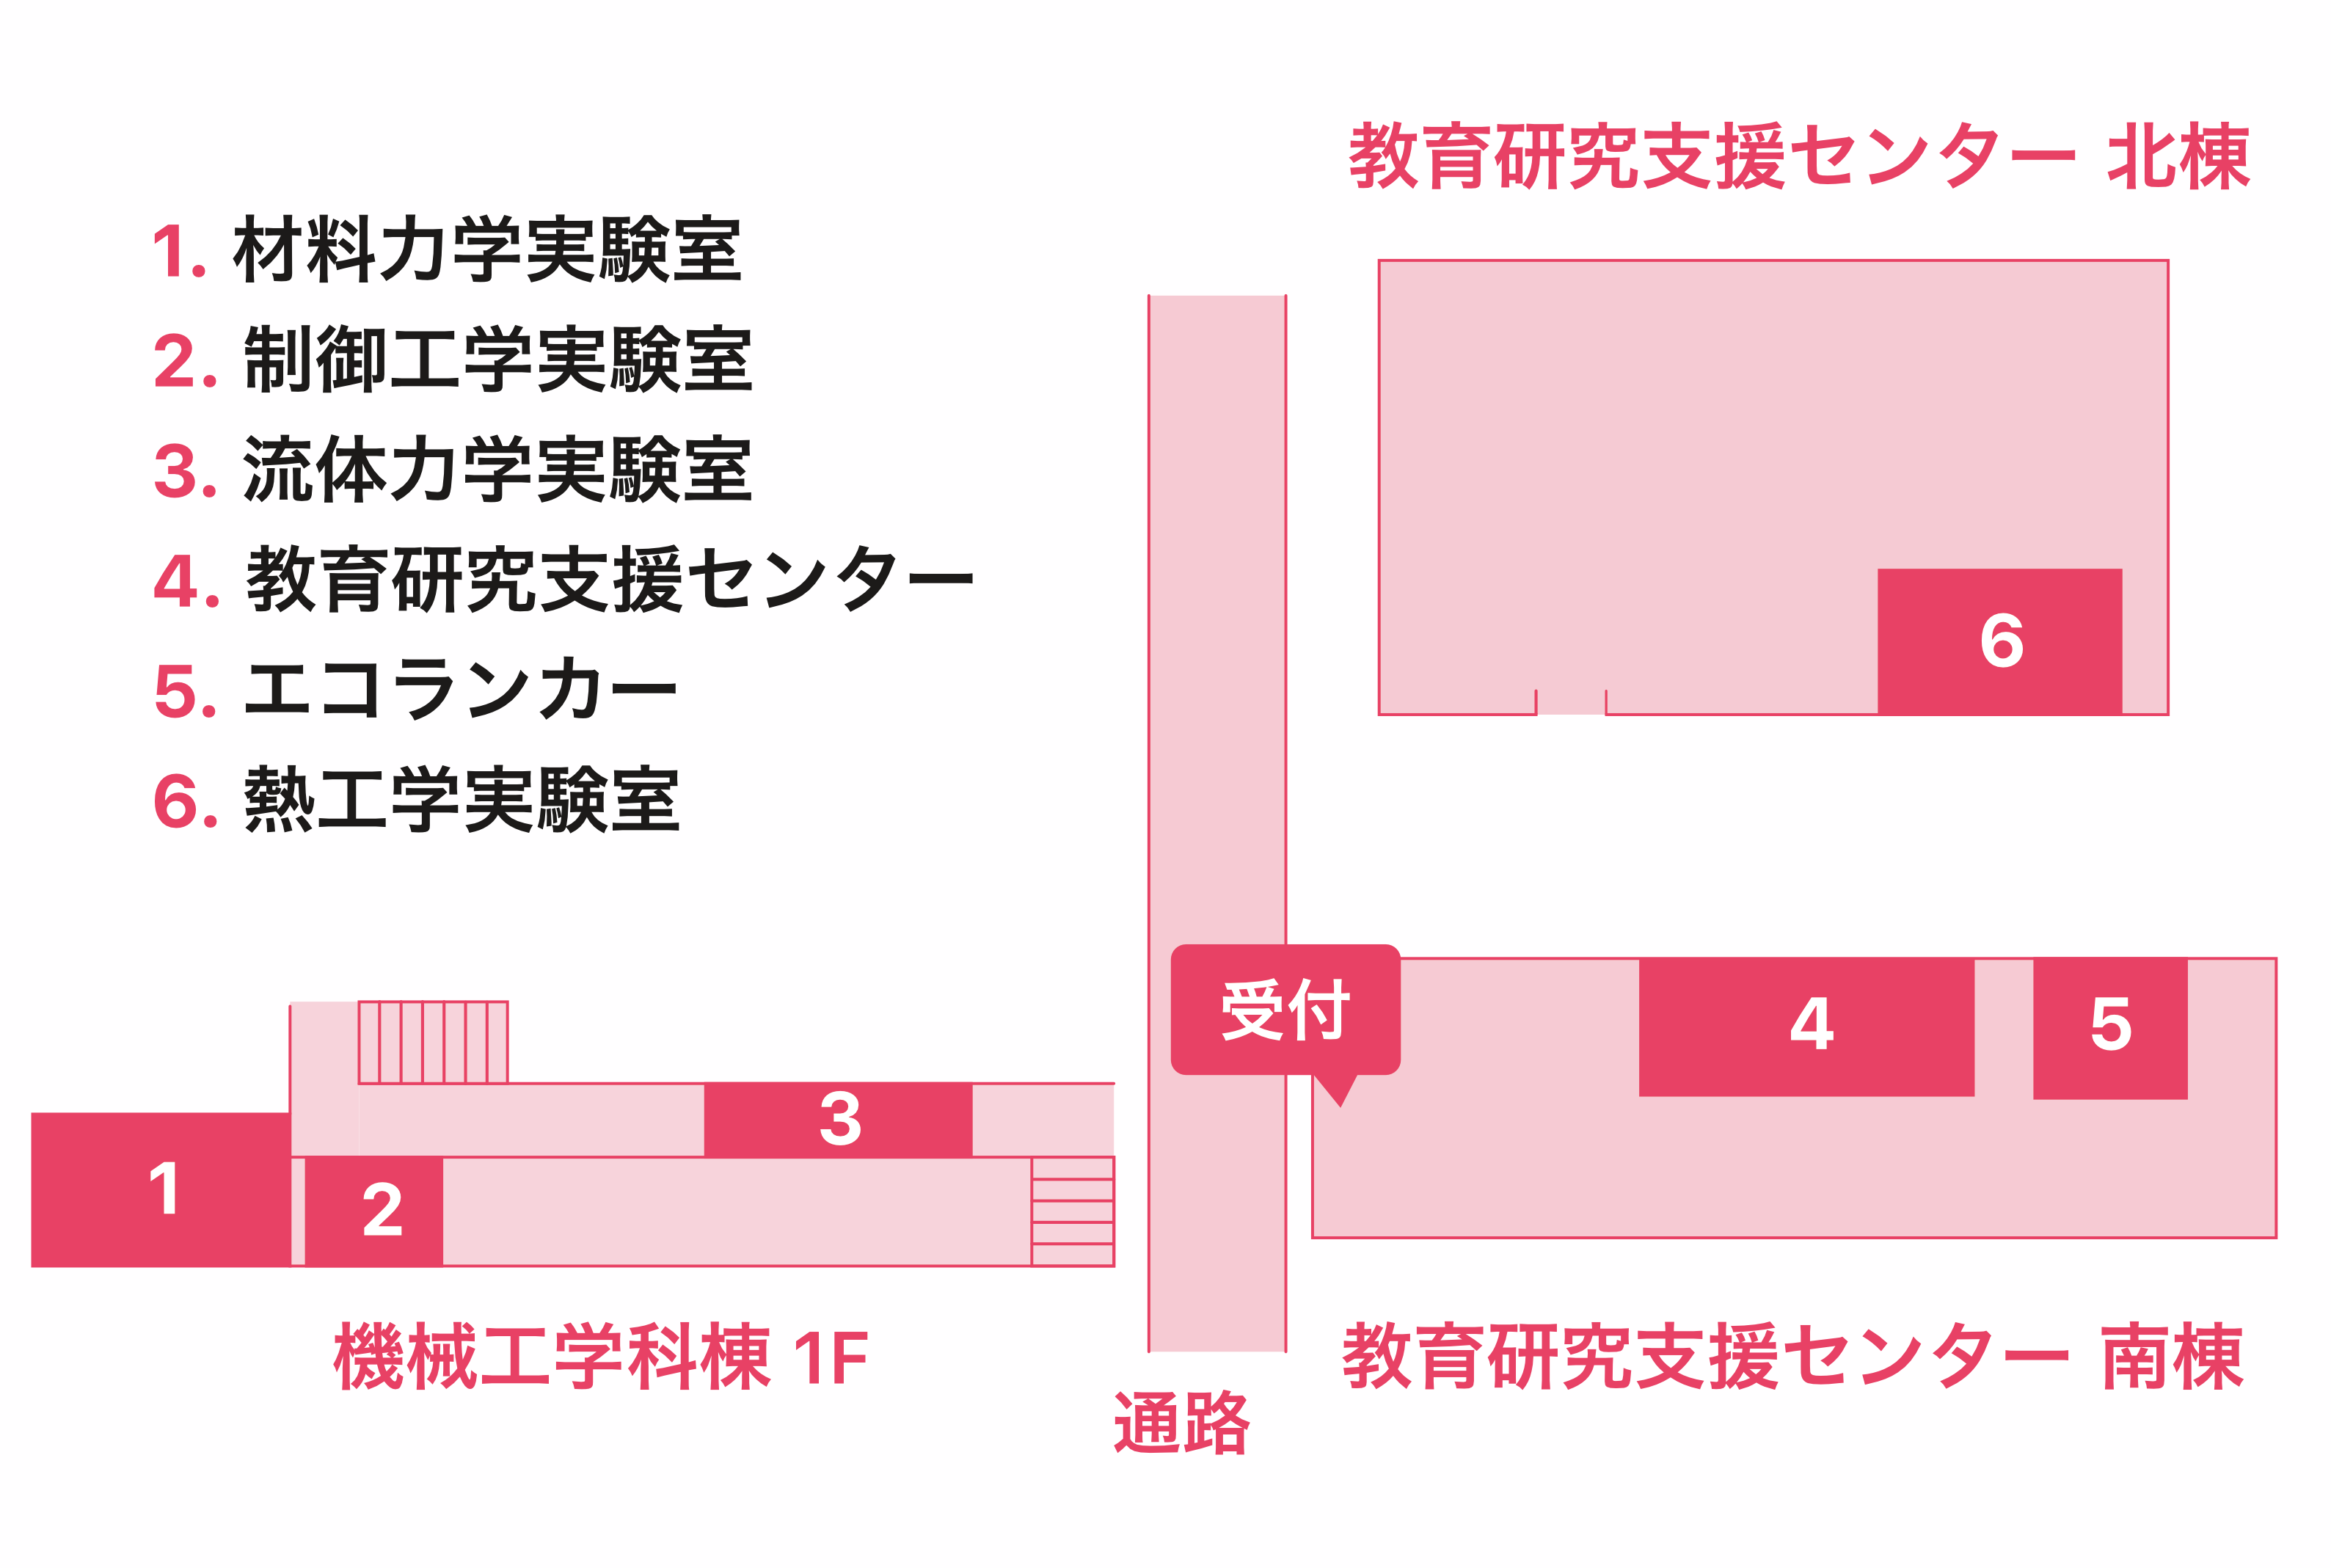 教育研究支援センター 北棟
1. 材料力学実験室
2. 制御工学実験室
3. 流体力学実験室
4. 教育研究支援センター
5. エコランカー
6. 熱工学実験室
6
受付
4
5
3
1
2
機械工学科棟 1F
教育研究支援センター 南棟
通路